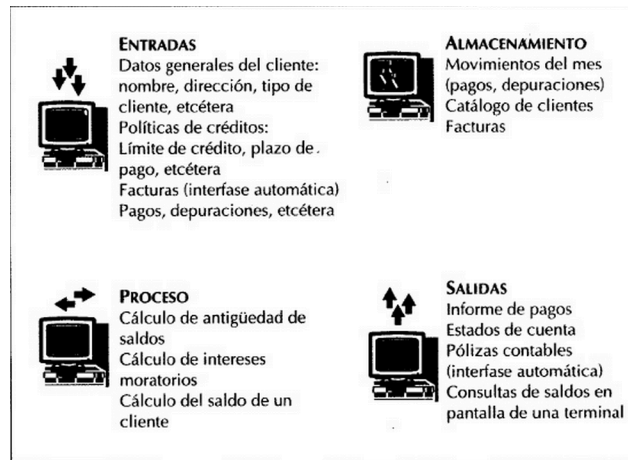 ENTRADAS
Datos generales del cliente:
nombre, dirección, tipo de
cliente, etcétera
Políticas de créditos:
Límite de crédito, plazo de
pago, etcétera
Facturas (interfase automática)
Pagos, depuraciones, etcétera
ALMACENAMIENTO
Movimientos del mes
(pagos, depuraciones)
Catálogo de clientes
Facturas
PROCESO
Cálculo de antigüedad de
saldos
Cálculo de intereses
moratorios
Cálculo del saldo de un
cliente
SALIDAS
Informe de pagos
Estados de cuenta
Pólizas contables
(interfase automática)
Consultas de saldos en
pantalla de una terminal